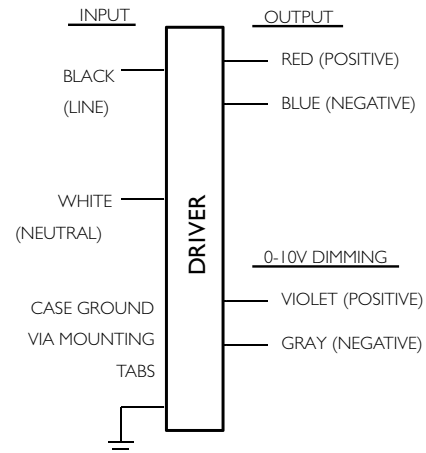 INPUT
BLACK
(LINE)
WHITE
(NEUTRAL)
CASE GROUND
VIA MOUNTING
TABS
DRIVER
OUTPUT
RED (POSITIVE)
BLUE (NEGATIVE)
0-10V DIMMING
VIOLET (POSITIVE)
GRAY (NEGATIVE)